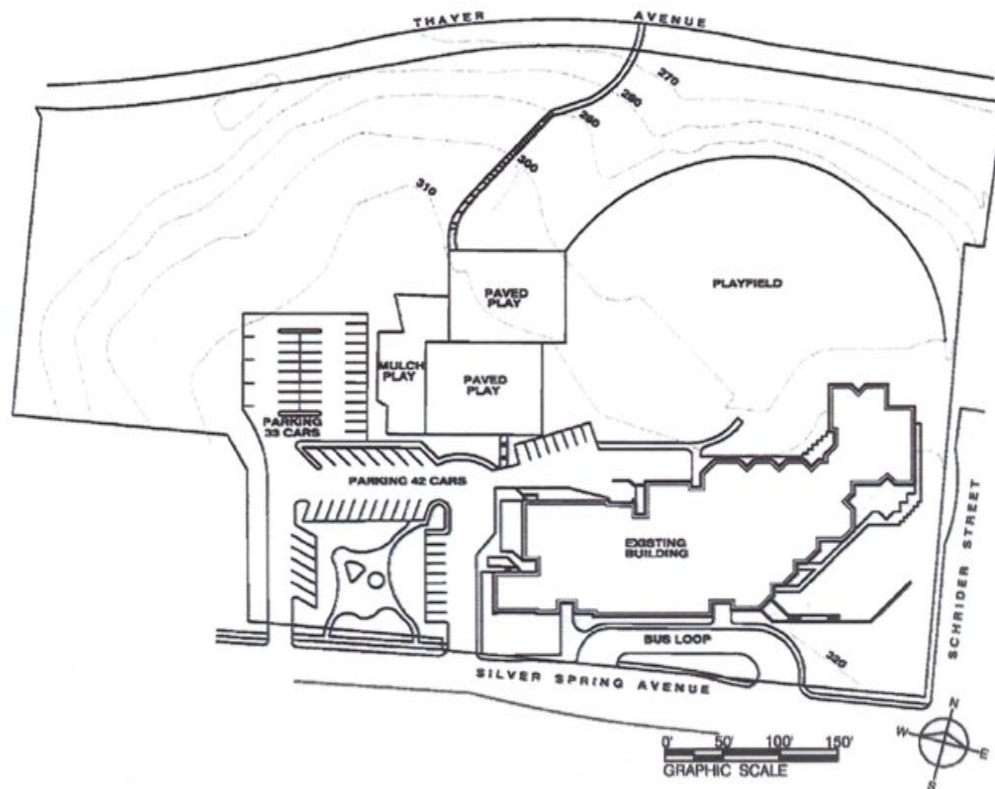 THAYER AVENUE
270
280
290
300
310
PAVED
PLAY
PLAYFIELD
MULCH
PLAY
PAVED
PLAY
PARKING
33 CARS
PARKING 42 CARS
EXISTING
BUILDING
SCHRIDER STREET
BUS LOOP
320
SILVER SPRING AVENUE
N
W
E
S
0' 50' 100' 150'
GRAPHIC SCALE